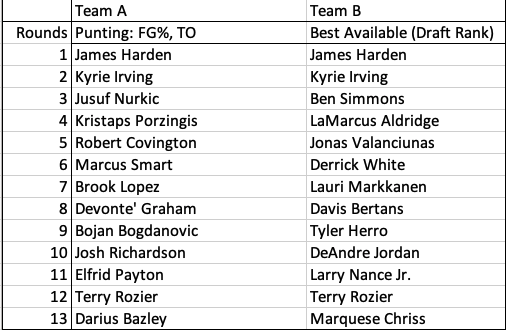 Team A Team B
Rounds Punting: FG%, TO Best Available (Draft Rank)
1 James Harden James Harden
2 Kyrie Irving Kyrie Irving
3 Jusuf Nurkic Ben Simmons
4 Kristaps Porzingis LaMarcus Aldridge
5 Robert Covington Jonas Valanciunas
6 Marcus Smart Derrick White
7 Brook Lopez Lauri Markkanen
8 Devonte' Graham Davis Bertans
9 Bojan Bogdanovic Tyler Herro
10 Josh Richardson DeAndre Jordan
11 Elfrid Payton Larry Nance Jr.
12 Terry Rozier Terry Rozier
13 Darius Bazley Marquese Chriss